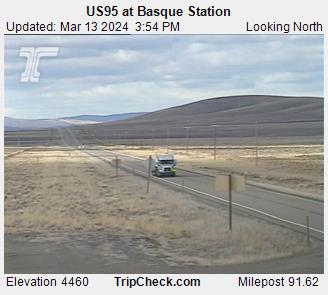 US95 at Basque Station
Updated: Mar 13 2024 3:54 PM Looking North
Elevation 4460 TripCheck.com Milepost 91.62